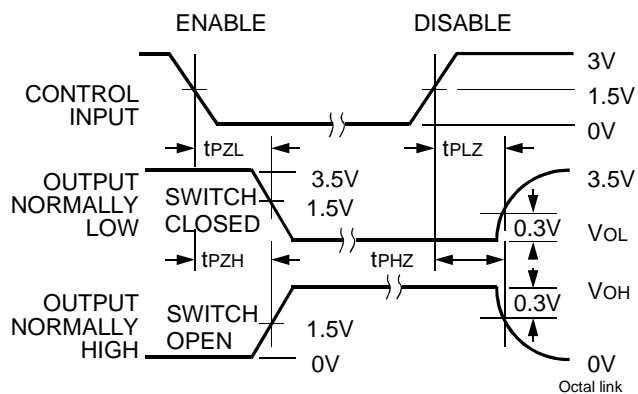 ENABLE
DISABLE
CONTROL
INPUT
3V
1.5V
0V
tPZL
tPLZ
OUTPUT
NORMALLY
LOW
SWITCH
CLOSED
3.5V
1.5V
3.5V
0.3V
VOL
tPZH
tPHZ
OUTPUT
NORMALLY
HIGH
SWITCH
OPEN
1.5V
0V
0.3V
VOH
0V
Octal link